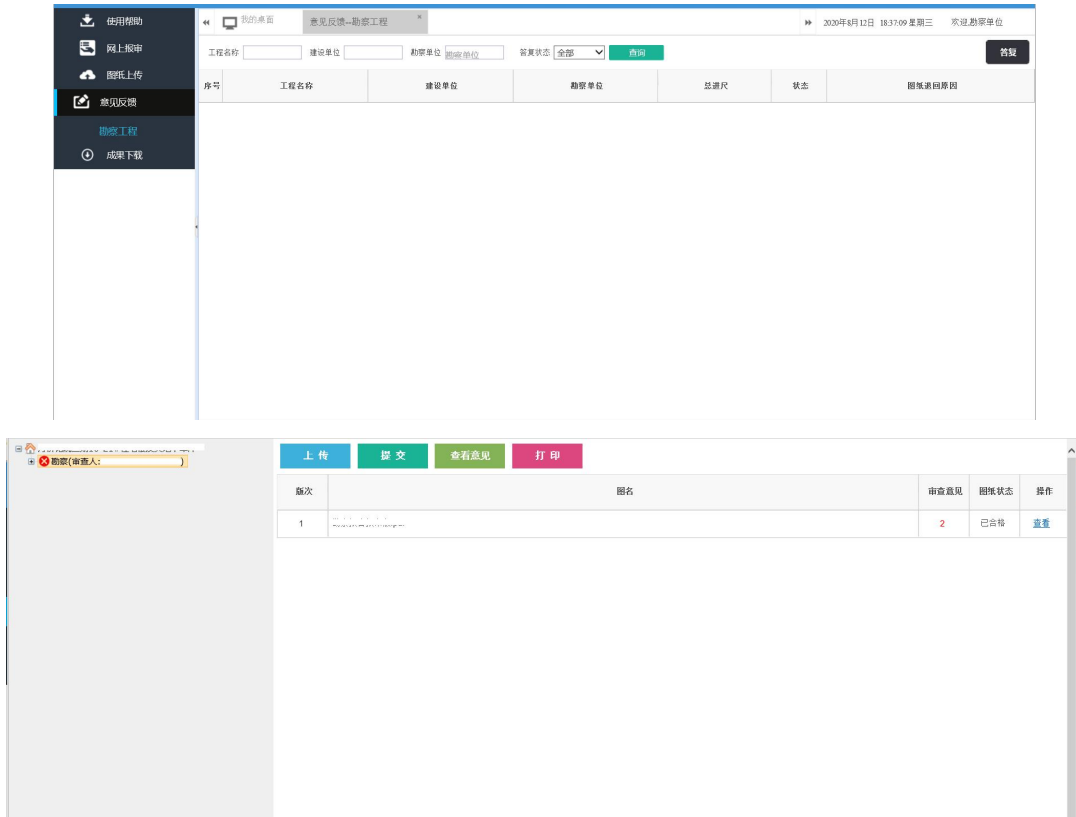 使用帮助
我的桌面 意见反馈--勘察工程 × 2020年8月12日 18:37:09 星期三 欢迎,勘察单位
网上报审
工程名称 建设单位 勘察单位 勘察单位 答复状态 全部 查询 答复
图纸上传
序号 工程名称 建设单位 勘察单位 总进尺 状态 图纸退回原因
意见反馈
勘察工程
成果下载
上 传 提 交 查看意见 打 印
勘察(审查人: )
版次 图名 审查意见 图纸状态 操作
1 2 已合格 查看